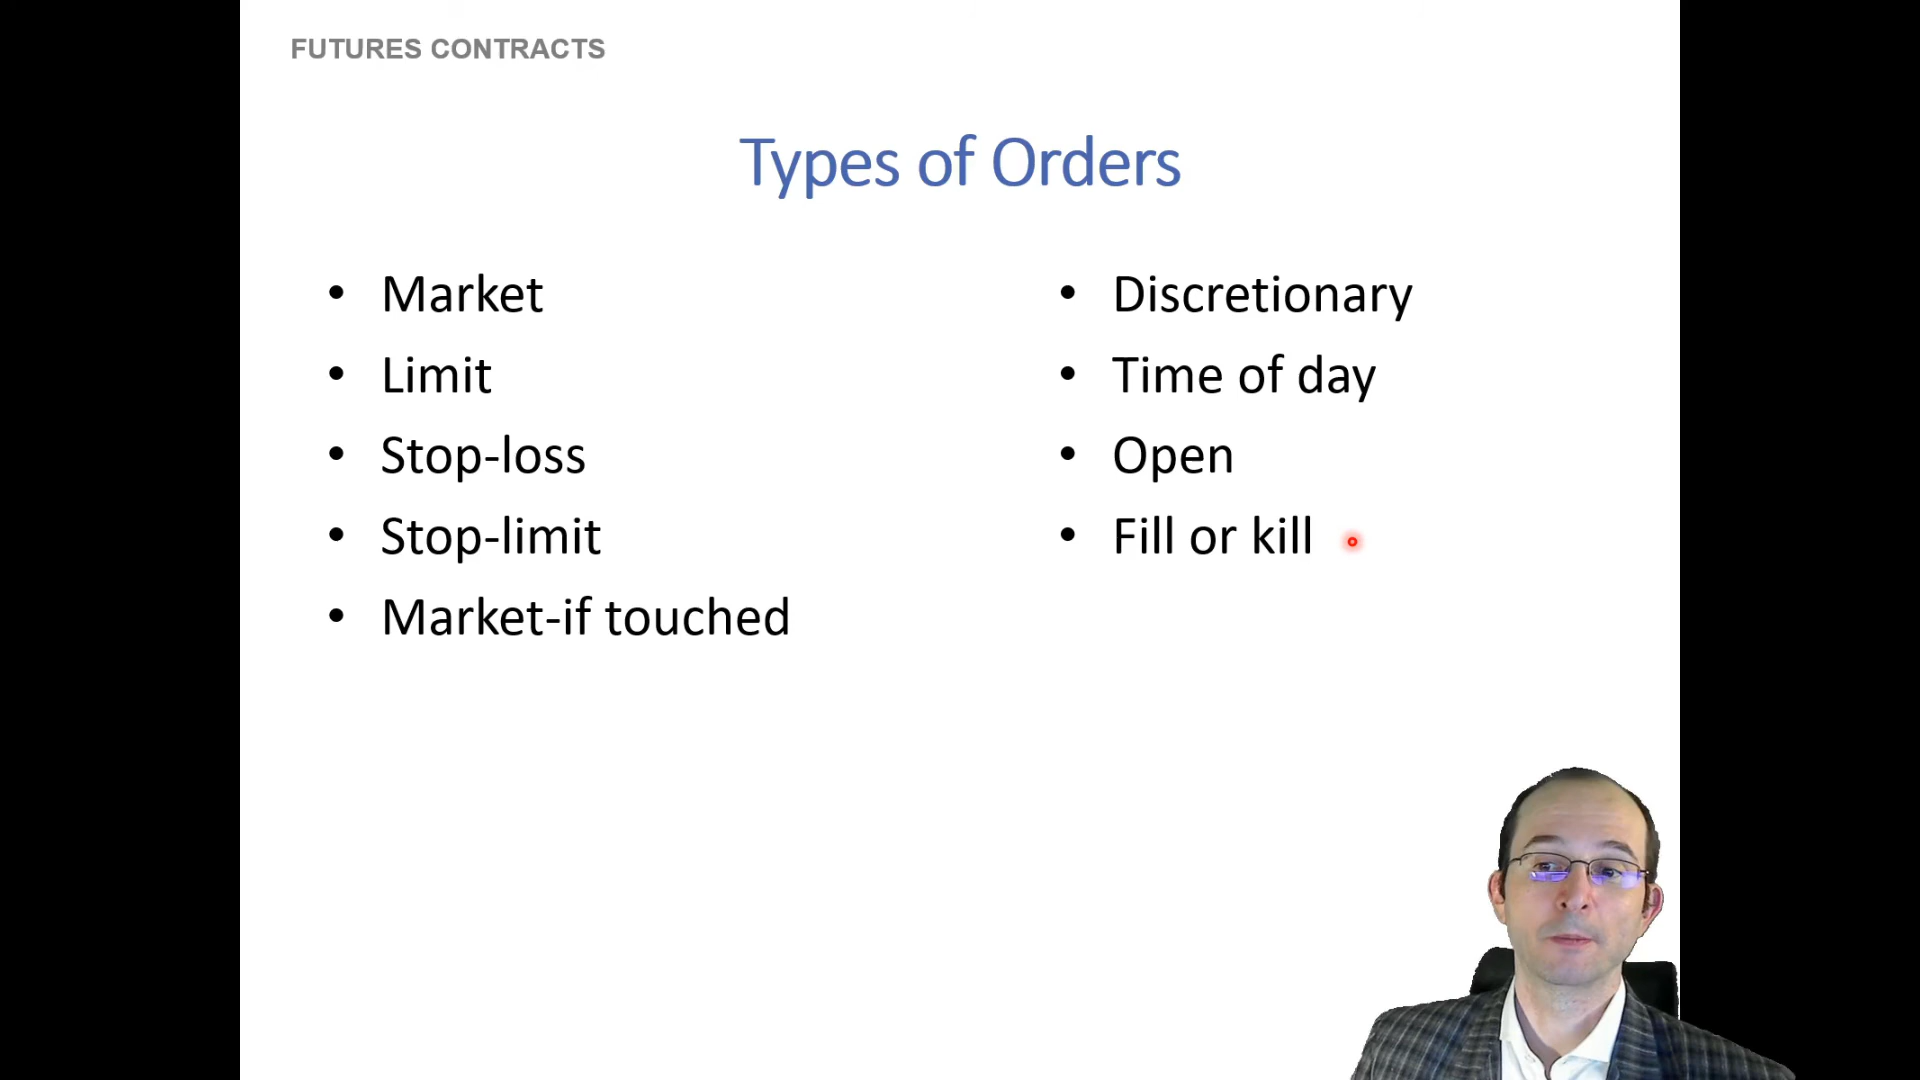 FUTURES CONTRACTS
Types of Orders
• Market
• Limit
• Stop-loss
• Stop-limit
• Market-if touched
• Discretionary
• Time of day
• Open
• Fill or kill